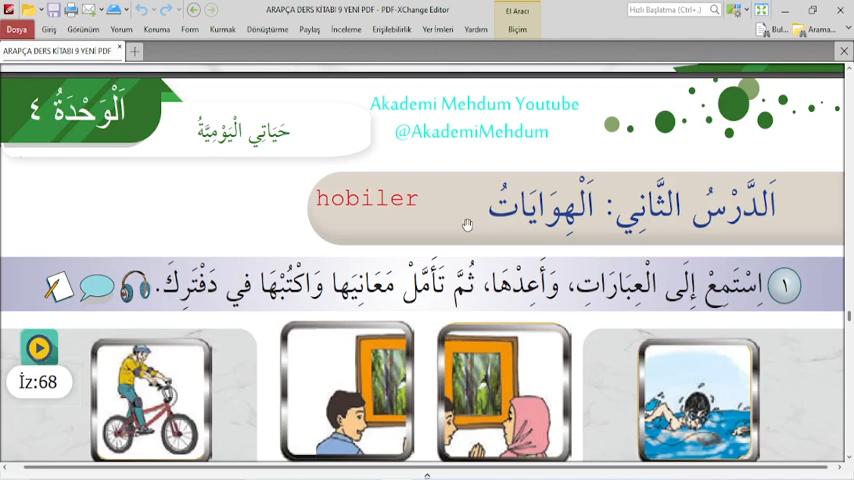 ARAPÇA DERS KİTABI 9 YENİ PDF - PDF-XChange Editor
El Aracı
Hızlı Başlatma (Ctrl+.)
Dosya Giriş Görünüm Yorum Koruma Form Kurmak Dönüştürme Paylaş İnceleme Erişilebilirlik Yer İmleri Yardım Biçim Bul... Arama...
ARAPÇA DERS KİTABI 9 YENİ PDF
اَلْوَحْدَةُ ٤
حَيَاتِي الْيَوْمِيَّةُ
Akademi Mehdum Youtube
@AkademiMehdum
اَلدَّرْسُ الثَّانِي: اَلْهِوَايَاتُ
hobiler
١ اِسْتَمِعْ إِلَى الْعِبَارَاتِ، وَأَعِدْهَا، ثُمَّ تَأَمَّلْ مَعَانِيَهَا وَاكْتُبْهَا فِي دَفْتَرِكَ.
İz:68